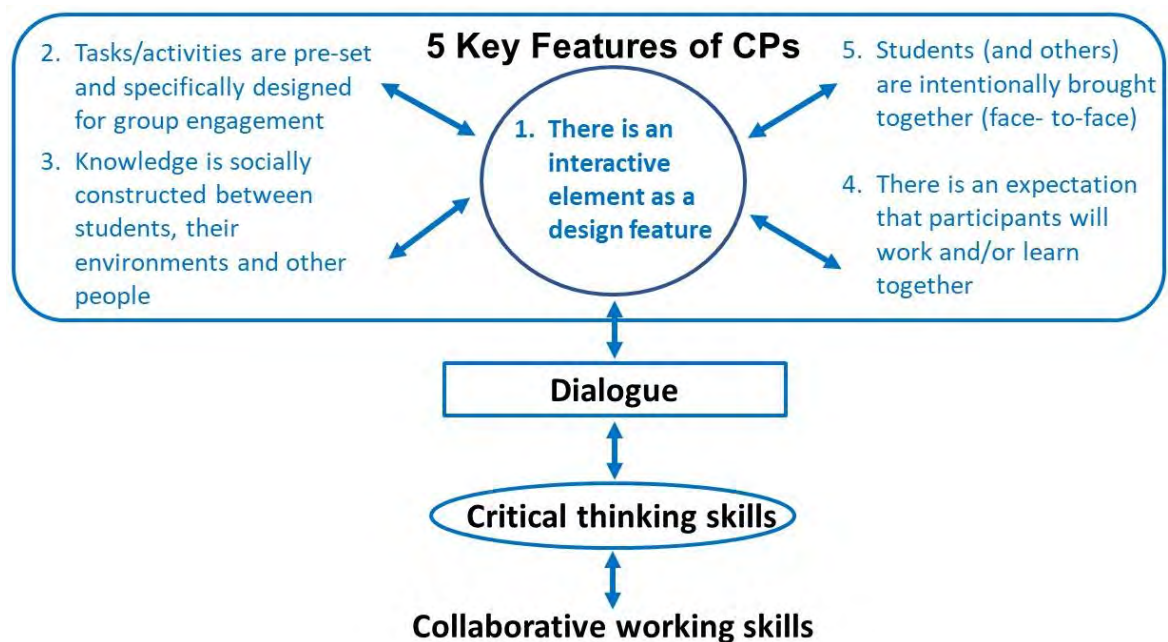 5 Key Features of CPs
1. There is an
interactive
element as a
design feature
2. Tasks/activities are pre-set
and specifically designed
for group engagement
3. Knowledge is socially
constructed between
students, their
environments and other
people
5. Students (and others)
are intentionally brought
together (face- to-face)
4. There is an expectation
that participants will
work and/or learn
together
Dialogue
Critical thinking skills
Collaborative working skills